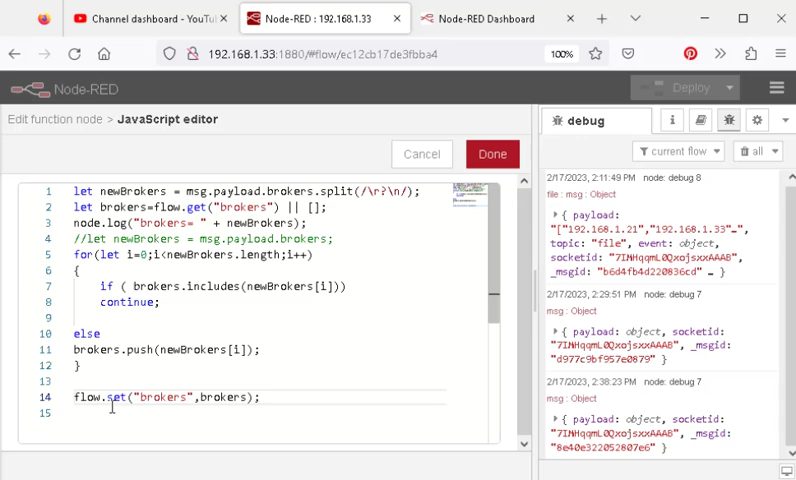 Channel dashboard - YouTu
Node-RED : 192.168.1.33
Node-RED Dashboard
192.168.1.33:1880/#flow/ec12cb17de3fbba4
100%
Node-RED
Deploy
Edit function node > JavaScript editor
Cancel
Done
1 let newBrokers = msg.payload.brokers.split(/\r?\n/);
2 let brokers=flow.get("brokers") || [];
3 node.log("brokers= " + newBrokers);
4 //let newBrokers = msg.payload.brokers;
5 for(let i=0;i<newBrokers.length;i++)
6 {
7 if ( brokers.includes(newBrokers[i]))
8 continue;
9
10 else
11 brokers.push(newBrokers[i]);
12 }
13
14 flow.set("brokers",brokers);
15
debug
i
current flow
all
2/17/2023, 2:11:49 PM node: debug 8
file : msg : Object
{ payload:
"["192.168.1.21","192.168.1.33"…",
topic: "file", event: object,
socketid: "7IMHqqmL0QxojsxxAAAB",
_msgid: "b6d4fb4d220836cd" … }
2/17/2023, 2:29:51 PM node: debug 7
msg : Object
{ payload: object, socketid:
"7IMHqqmL0QxojsxxAAAB", _msgid:
"d977c9bf957e0879" }
2/17/2023, 2:38:23 PM node: debug 7
msg : Object
{ payload: object, socketid:
"7IMHqqmL0QxojsxxAAAB", _msgid:
"8e40e322052807e6" }